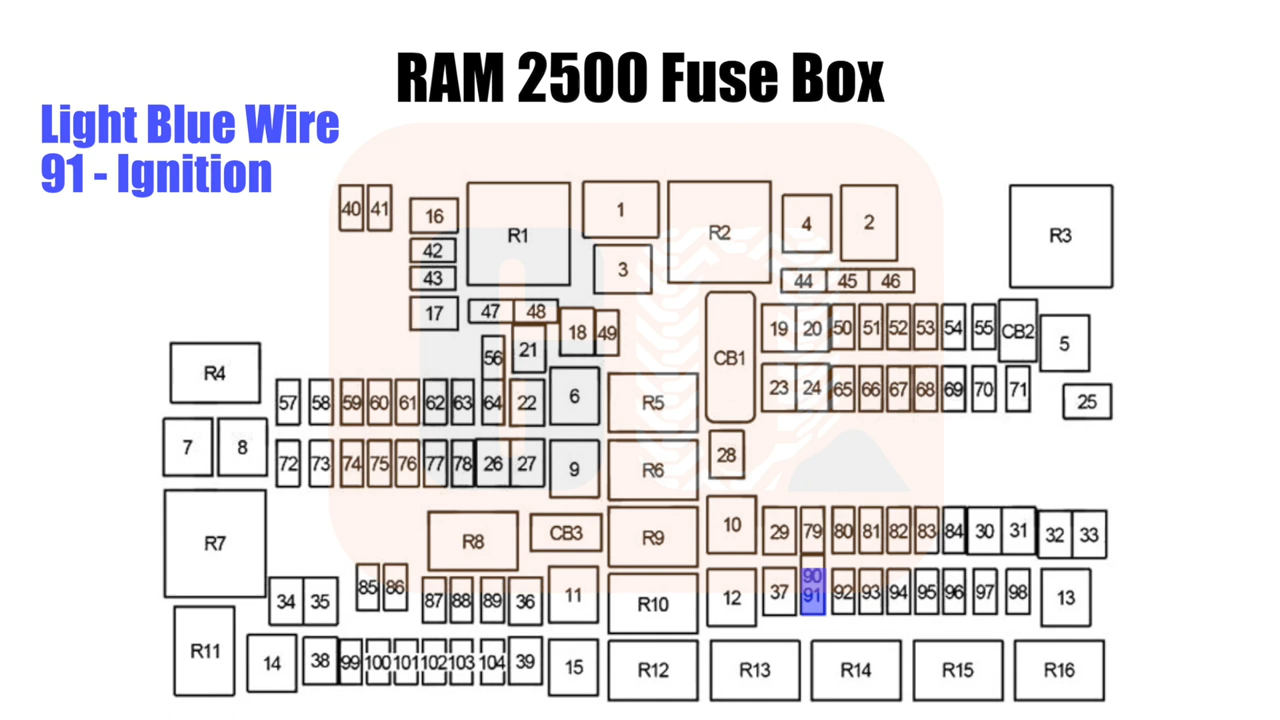 RAM 2500 Fuse Box
Light Blue Wire
91 - Ignition
40 41 16 R1 1 R2 4 2 R3
42 3
43 44 45 46
17 47 48 18 49 CB1 19 20 50 51 52 53 54 55 CB2 5
56 21
R4 57 58 59 60 61 62 63 64 22 6 R5 23 24 65 66 67 68 69 70 71 25
7 8 72 73 74 75 76 77 78 26 27 9 R6 28
R7 R8 CB3 R9 10 29 79 80 81 82 83 84 30 31 32 33
34 35 85 86 87 88 89 36 11 R10 12 37 90 91 92 93 94 95 96 97 98 13
R11 14 38 99 100 101 102 103 104 39 15 R12 R13 R14 R15 R16